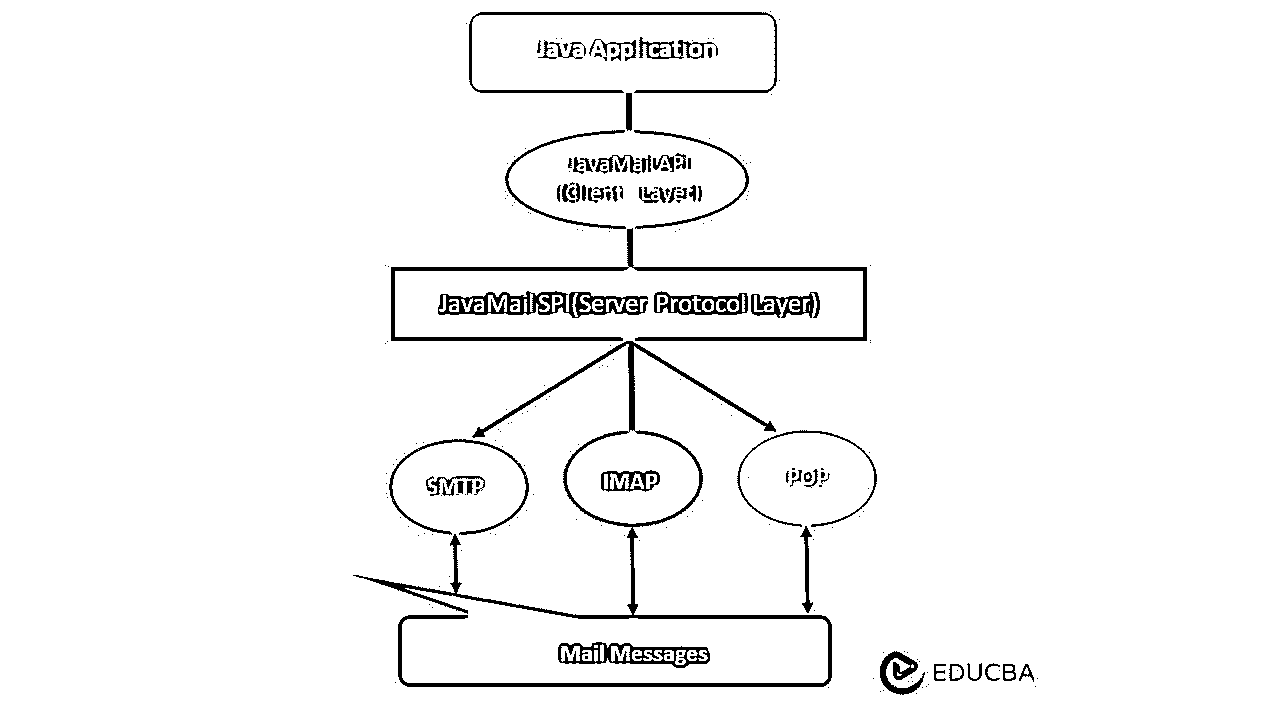 Java Application
JavaMail API
(Client Layer)
JavaMail SPI (Server Protocol Layer)
SMTP
IMAP
POP
Mail Messages
EDUCBA